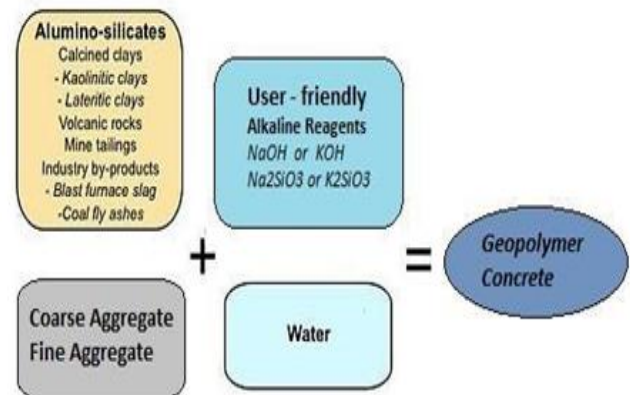 Alumino-silicates
Calcined clays
- Kaolinitic clays
- Lateritic clays
Volcanic rocks
Mine tailings
Industry by-products
- Blast furnace slag
-Coal fly ashes
User - friendly
Alkaline Reagents
NaOH or KOH
Na2SiO3 or K2SiO3
+
=
Geopolymer
Concrete
Coarse Aggregate
Fine Aggregate
Water